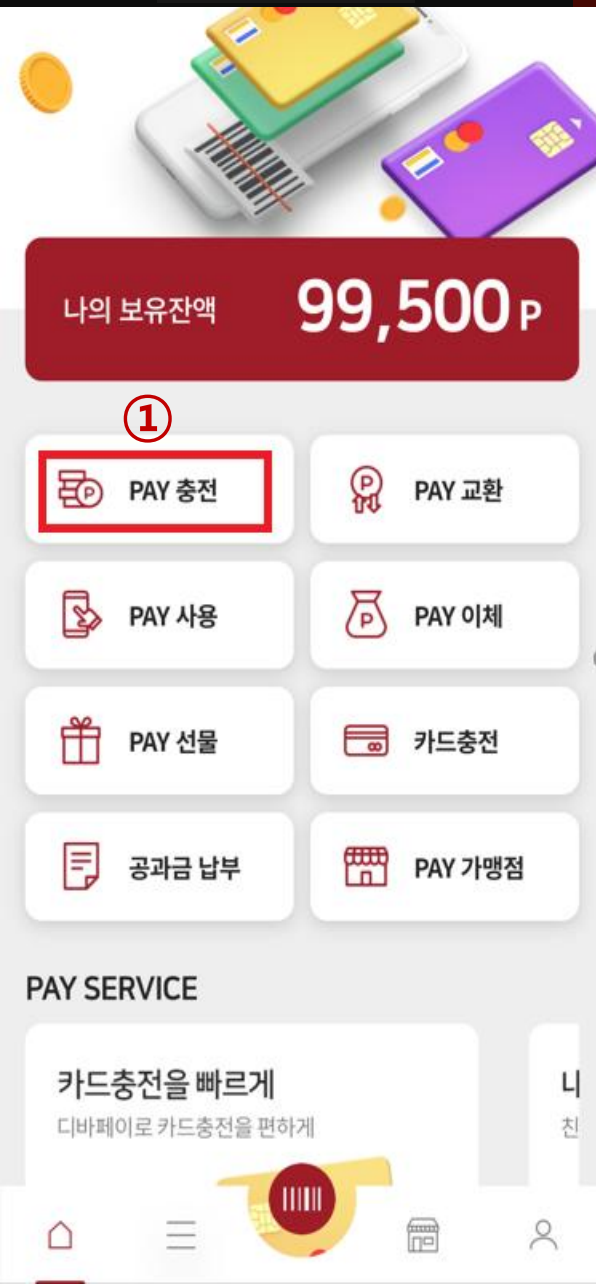 나의 보유잔액 99,500 P
①
PAY 충전
PAY 교환
PAY 사용
PAY 이체
PAY 선물
카드충전
공과금 납부
PAY 가맹점
PAY SERVICE
카드충전을 빠르게
디바페이로 카드충전을 편하게
나
친